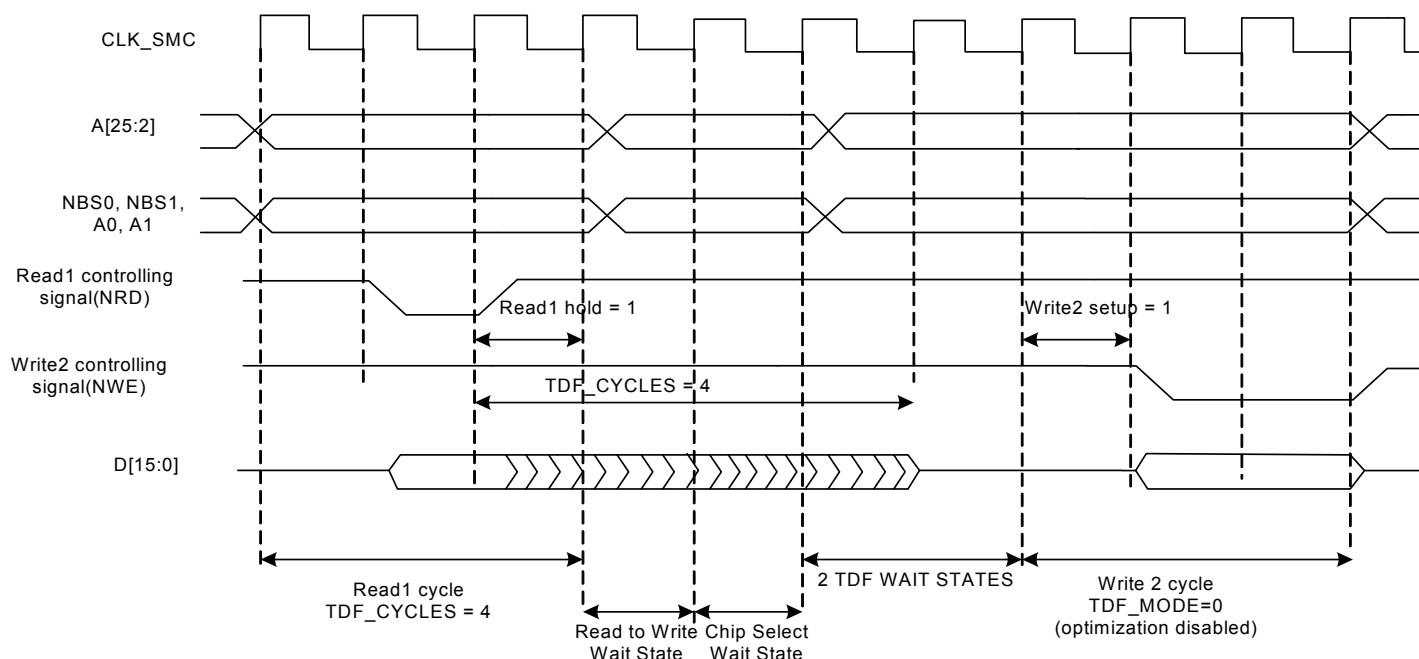 CLK_SMC
A[25:2]
NBS0, NBS1,
A0, A1
Read1 controlling
signal(NRD)
Read1 hold = 1
Write2 setup = 1
Write2 controlling
signal(NWE)
TDF_CYCLES = 4
D[15:0]
Read1 cycle
TDF_CYCLES = 4
Read to Write
Wait State
Chip Select
Wait State
2 TDF WAIT STATES
Write 2 cycle
TDF_MODE=0
(optimization disabled)